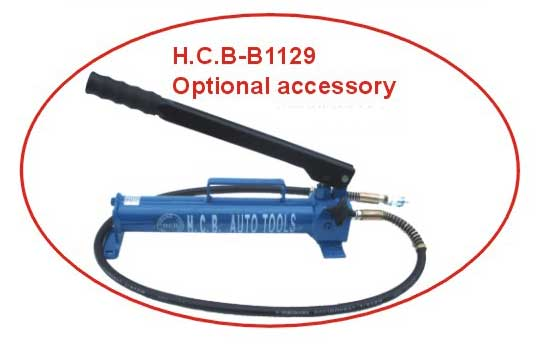 H.C.B-B1129
Optional accessory
H.C.B. AUTO TOOLS